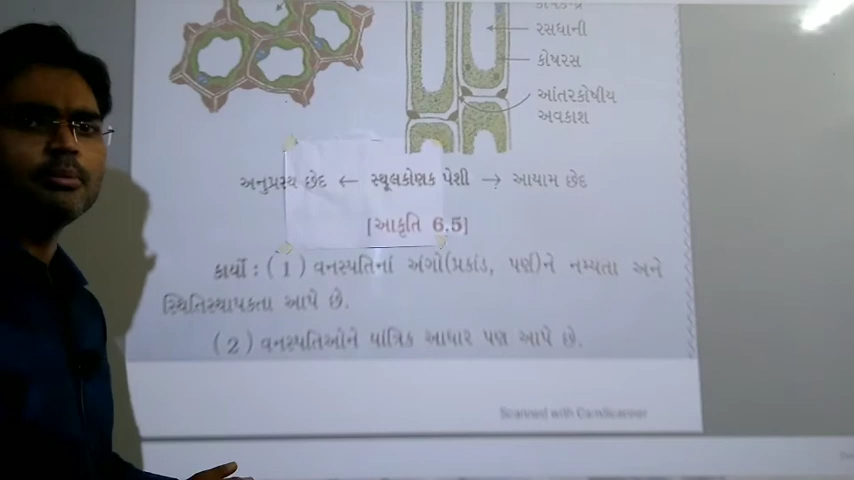 રસધાની
કોષરસ
આંતરકોષીય
અવકાશ
અનુપ્રસ્થ છેદ ← સ્થૂલકોણક પેશી → આયામ છેદ
[આકૃતિ 6.5]
કાર્યો : (1) વનસ્પતિનાં અંગો(પ્રકાંડ, પર્ણ)ને નમ્યતા અને
સ્થિતિસ્થાપકતા આપે છે.
(2) વનસ્પતિઓને યાંત્રિક આધાર પણ આપે છે.
Scanned with CamScanner